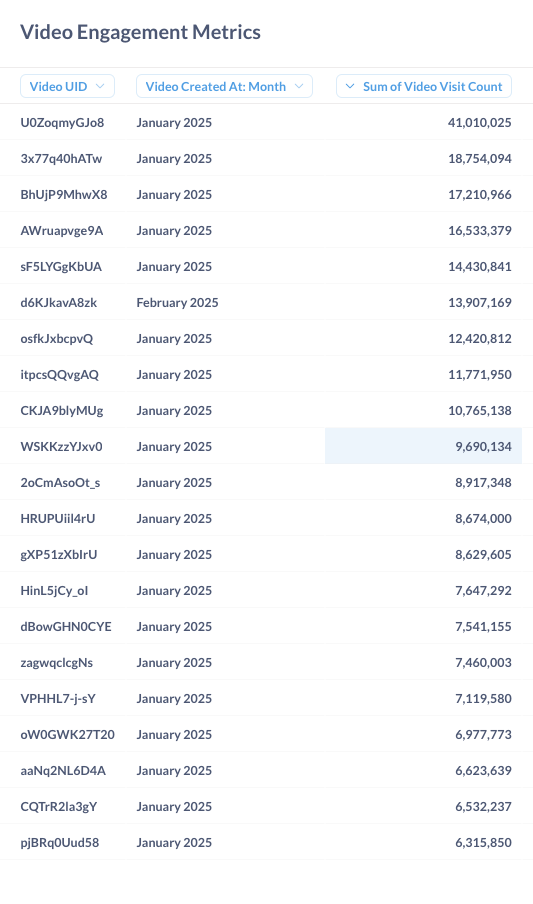 Video Engagement Metrics
Video UID Video Created At: Month Sum of Video Visit Count
U0ZoqmyGJo8 January 2025 41,010,025
3x77q40hATw January 2025 18,754,094
BhUjP9MhwX8 January 2025 17,210,966
AWruapvge9A January 2025 16,533,379
sF5LYGgKbUA January 2025 14,430,841
d6KJkavA8zk February 2025 13,907,169
osfkJxbcpvQ January 2025 12,420,812
itpcsQQvgAQ January 2025 11,771,950
CKJA9blyMUg January 2025 10,765,138
WSKKzzYJxv0 January 2025 9,690,134
2oCmAsoOt_s January 2025 8,917,348
HRUPUiil4rU January 2025 8,674,000
gXP51zXbIrU January 2025 8,629,605
HinL5jCy_oI January 2025 7,647,292
dBowGHN0CYE January 2025 7,541,155
zagwqclcgNs January 2025 7,460,003
VPHHL7-j-sY January 2025 7,119,580
oW0GWK27T20 January 2025 6,977,773
aaNq2NL6D4A January 2025 6,623,639
CQTrR2la3gY January 2025 6,532,237
pjBRq0Uud58 January 2025 6,315,850